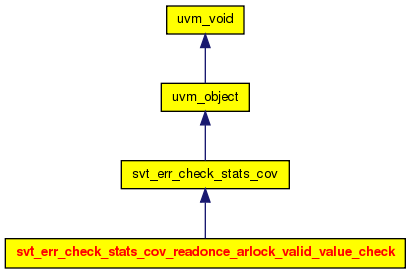 uvm_void
uvm_object
svt_err_check_stats_cov
svt_err_check_stats_cov_readonce_arlock_valid_value_check